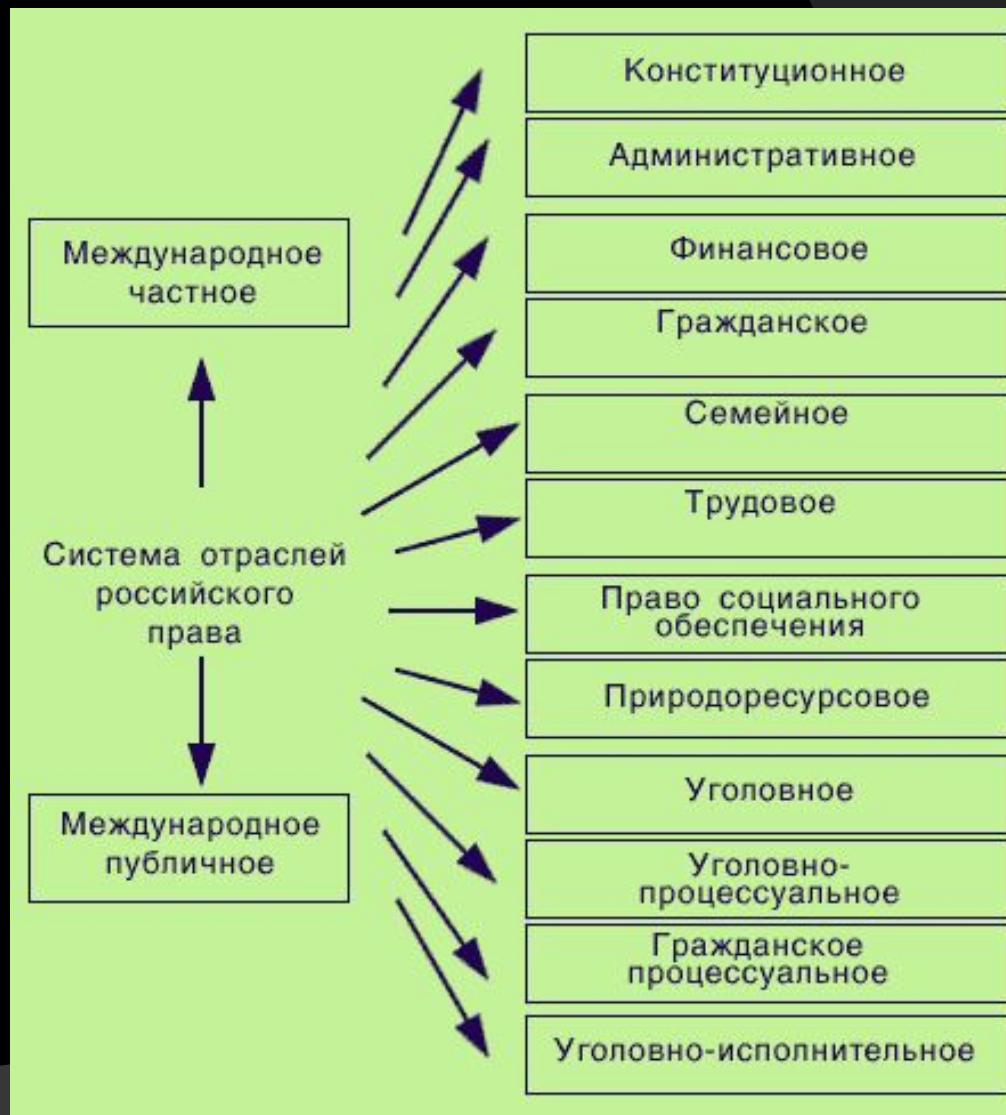 Международное
частное
Система отраслей
российского
права
Международное
публичное
Конституционное
Административное
Финансовое
Гражданское
Семейное
Трудовое
Право социального
обеспечения
Природоресурсовое
Уголовное
Уголовно-
процессуальное
Гражданское
процессуальное
Уголовно-исполнительное